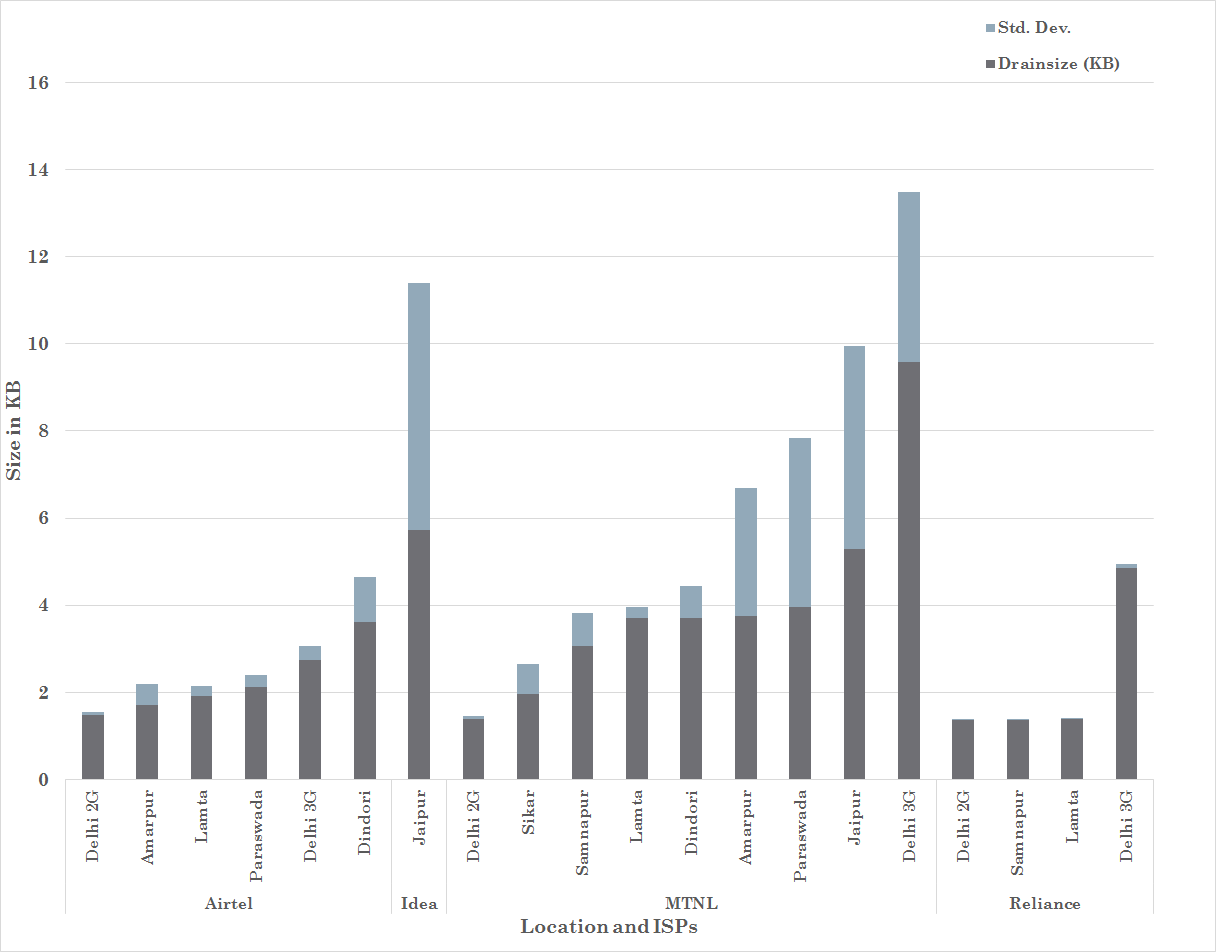 Std. Dev.
Drainsize (KB)
16
14
12
10
8
6
4
2
0
Size in KB
Delhi 2G
Amarpur
Lamta
Paraswada
Delhi 3G
Dindori
Jaipur
Delhi 2G
Sikar
Samnapur
Lamta
Dindori
Amarpur
Paraswada
Jaipur
Delhi 3G
Delhi 2G
Samnapur
Lamta
Delhi 3G
Airtel
Idea
MTNL
Reliance
Location and ISPs